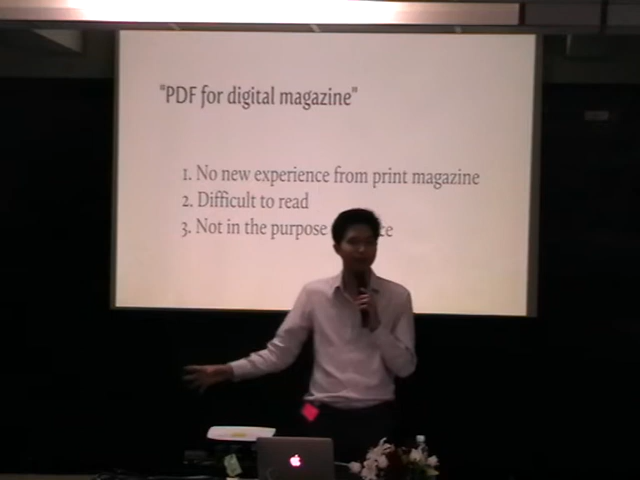 "PDF for digital magazine"
1. No new experience from print magazine
2. Difficult to read
3. Not in the purpose